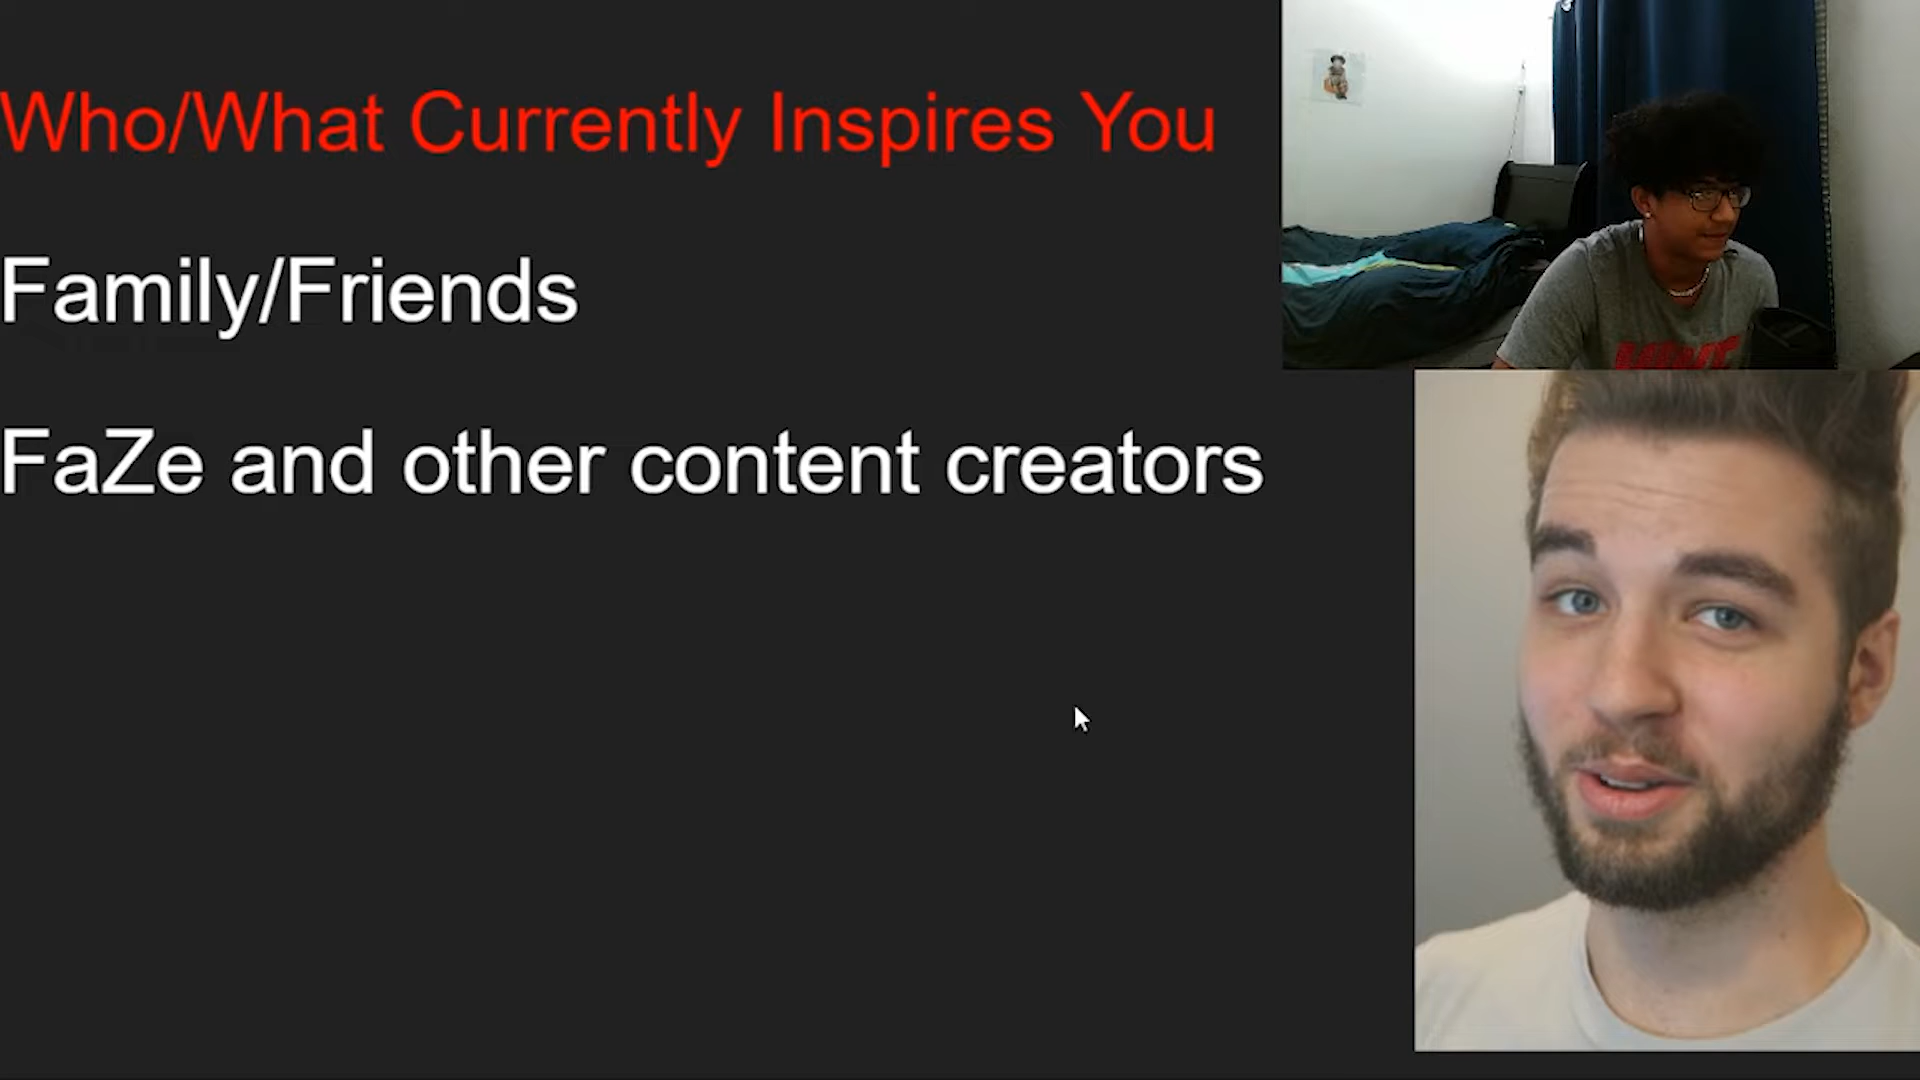 Who/What Currently Inspires You
Family/Friends
FaZe and other content creators